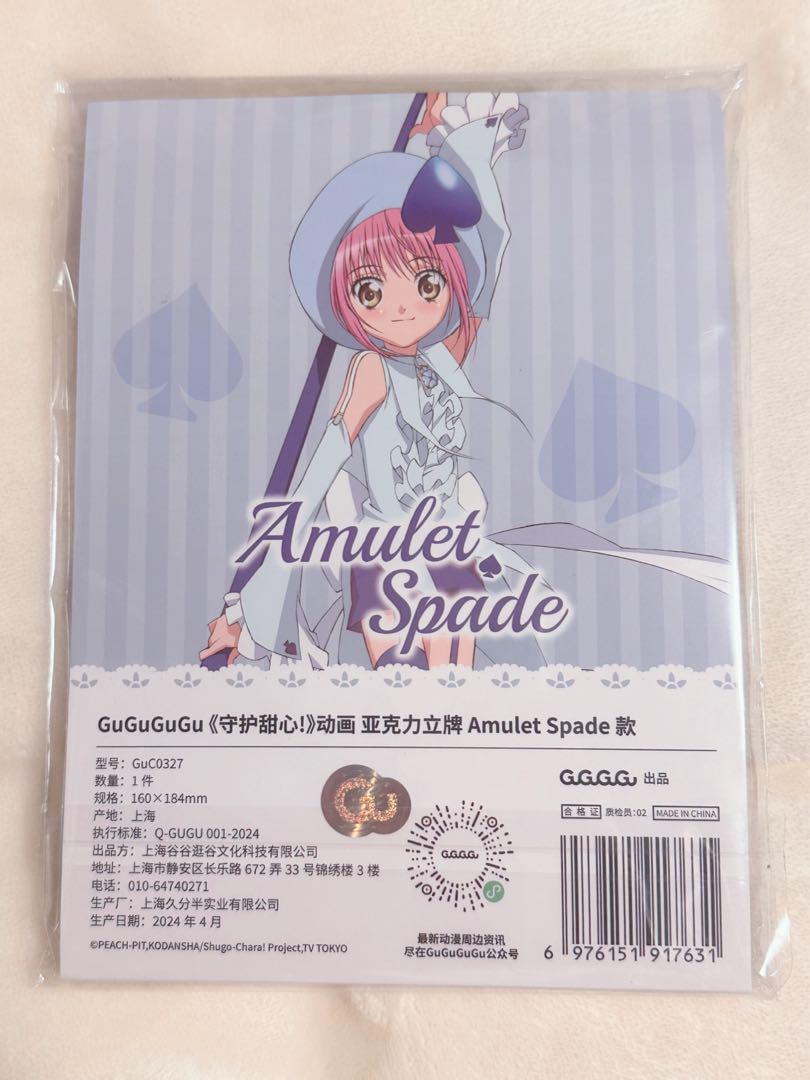 Amulet
Spade
GuGuGuGu《守护甜心!》动画 亚克力立牌 Amulet Spade 款
型号：GuC0327
数量：1 件
规格：160×184mm
产地：上海
执行标准：Q-GUGU 001-2024
出品方：上海谷谷逛谷文化科技有限公司
地址：上海市静安区长乐路 672 弄 33 号锦绣楼 3 楼
电话：010-64740271
生产厂：上海久分半实业有限公司
生产日期：2024 年 4 月
©PEACH-PIT,KODANSHA/Shugo-Chara! Project,TV TOKYO
Gu
G.G.G.Gu
最新动漫周边资讯
尽在GuGuGuGu公众号
G.G.G.Gu 出品
合格证 质检员：02 MADE IN CHINA
6 976151 917631